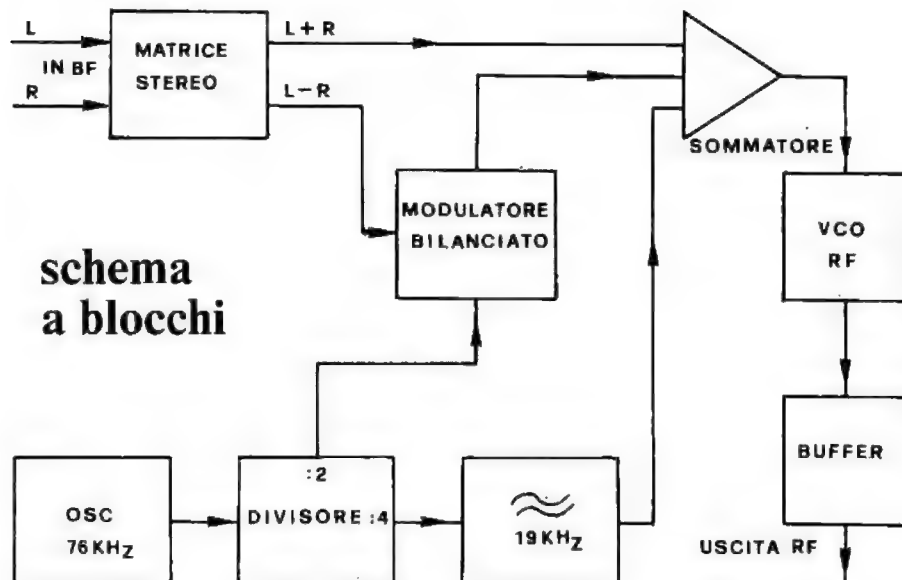 L
IN BF
R
MATRICE
STEREO
L+R
L−R
SOMMATORE
MODULATORE
BILANCIATO
VCO
RF
schema
a blocchi
BUFFER
OSC
76KHz
:2
DIVISORE :4
19KHz
USCITA RF